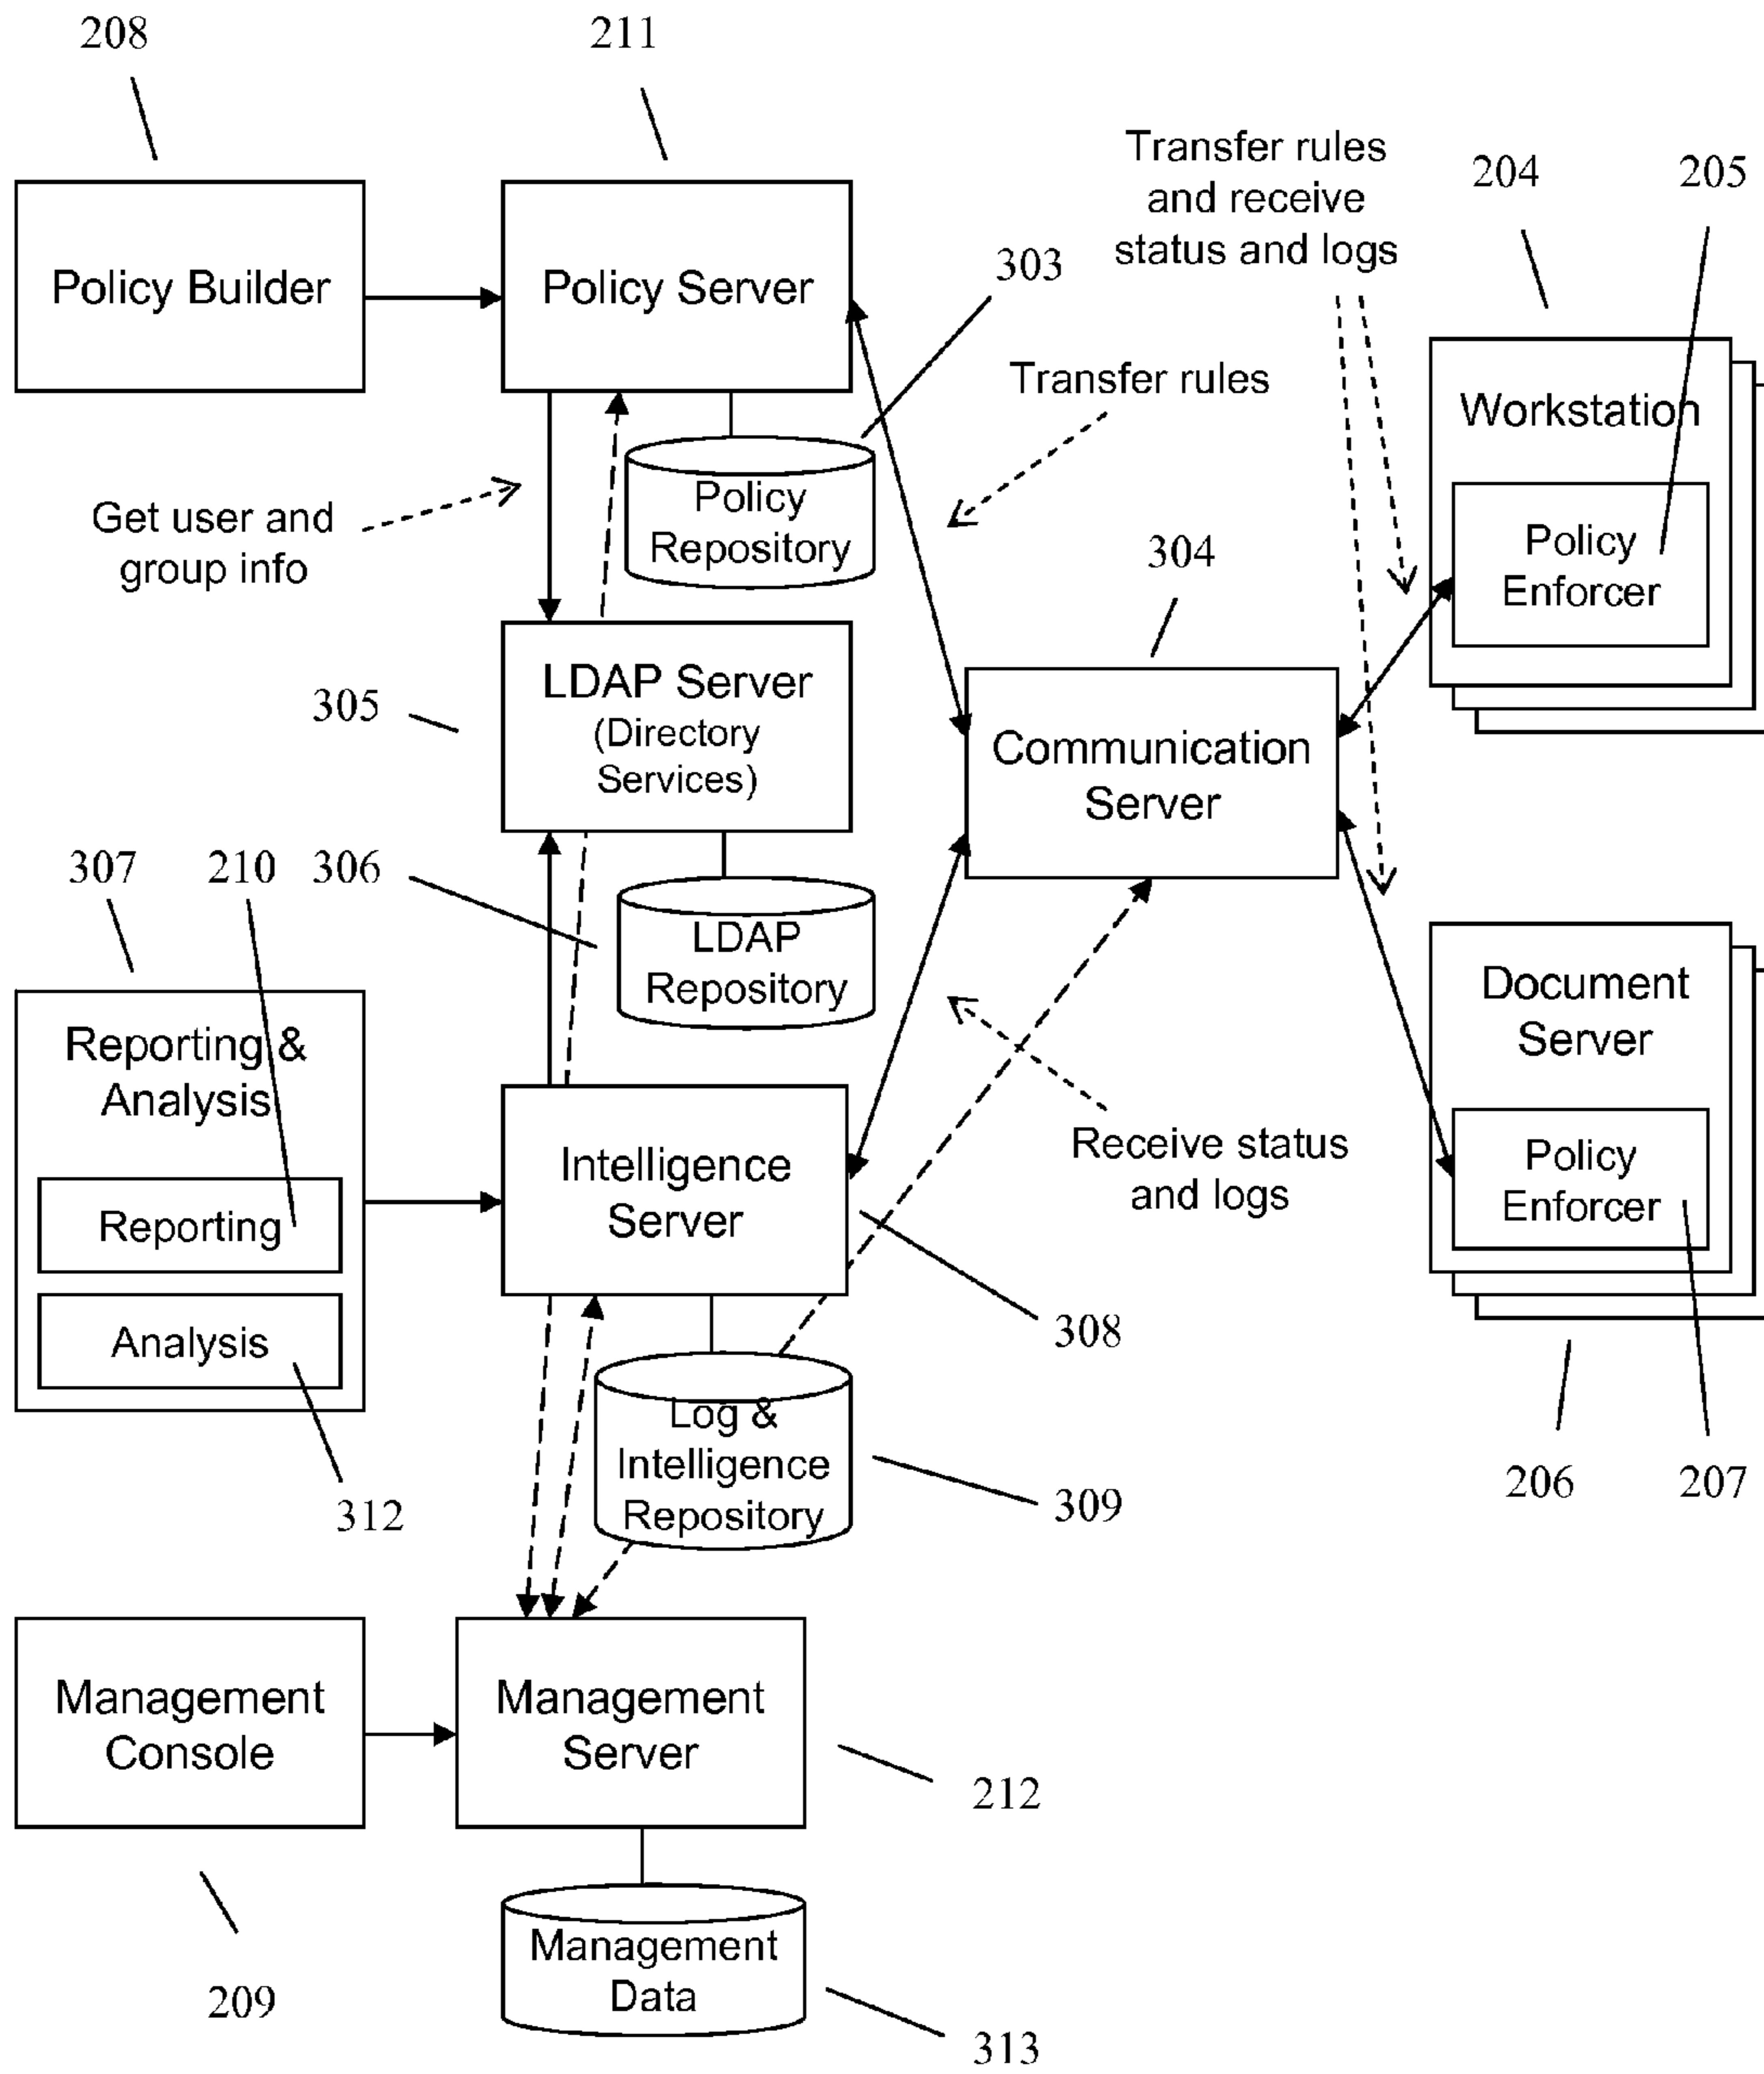 208
211
Transfer rules
and receive
status and logs
204
205
Policy Builder
Policy Server
303
Transfer rules
Workstation
Policy
Enforcer
Get user and
group info
Policy
Repository
304
LDAP Server
(Directory
Services)
305
Communication
Server
307
210
306
LDAP
Repository
Document
Server
Policy
Enforcer
Reporting &
Analysis
Reporting
Analysis
Intelligence
Server
Receive status
and logs
308
Log &
Intelligence
Repository
309
206
207
312
Management
Console
Management
Server
212
209
Management
Data
313